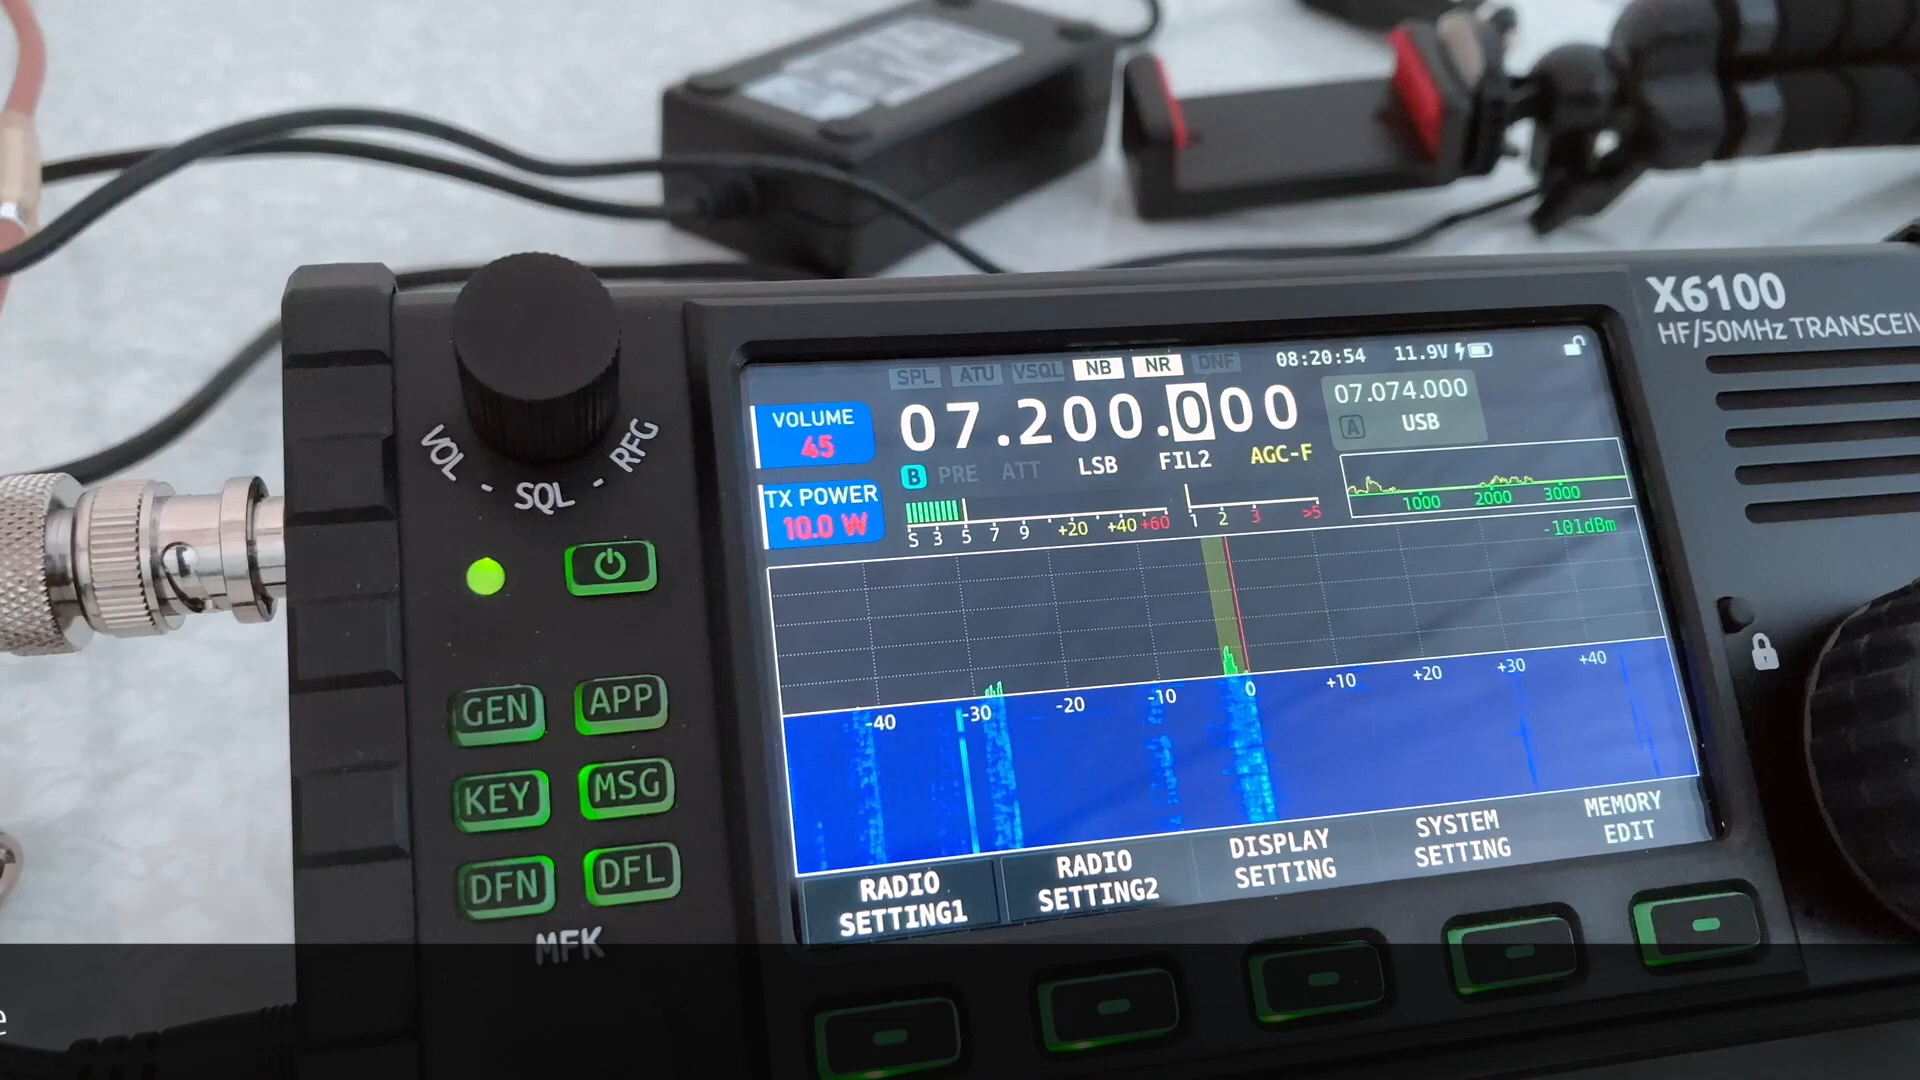 X6100
HF/50MHz TRANSCEIV
SPL ATU VSQL NB NR DNF 08:20:54 11.9V
VOLUME
45
07.200.000
07.074.000
A USB
B PRE ATT LSB FIL2 AGC-F
TX POWER
10.0 W
S 3 5 7 9 +20 +40 +60
1 2 3 >5
1000 2000 3000
-101dBm
-40 -30 -20 -10 0 +10 +20 +30 +40
RADIO
SETTING1
RADIO
SETTING2
DISPLAY
SETTING
SYSTEM
SETTING
MEMORY
EDIT
VOL - SQL - RFG
GEN APP
KEY MSG
DFN DFL
MFK
e